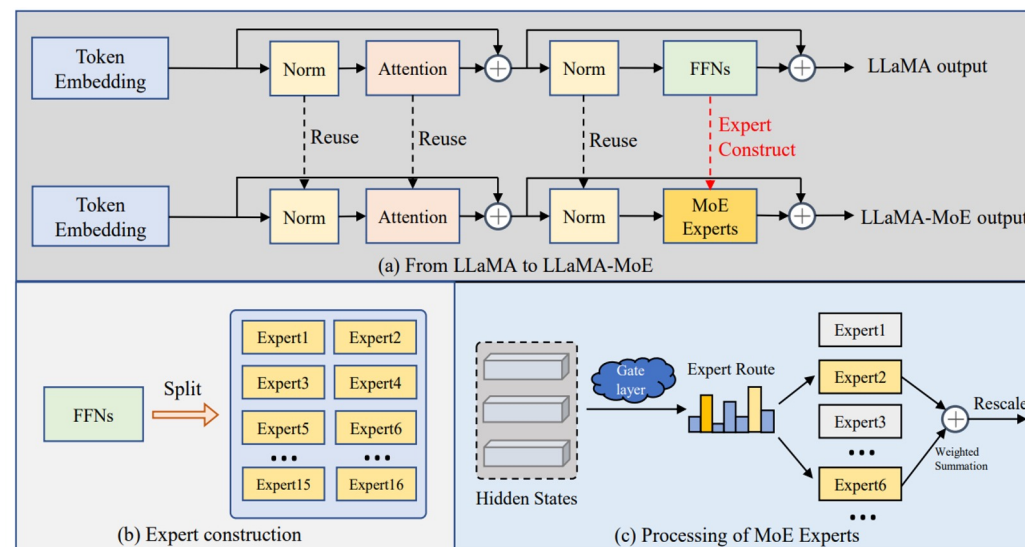 Token
Embedding
Norm
Attention
Norm
FFNs
LLaMA output
Reuse
Reuse
Reuse
Expert
Construct
Token
Embedding
Norm
Attention
Norm
MoE
Experts
LLaMA-MoE output
(a) From LLaMA to LLaMA-MoE
FFNs
Split
Expert1
Expert2
Expert3
Expert4
Expert5
Expert6
•••
•••
Expert15
Expert16
(b) Expert construction
Hidden States
Gate
layer
Expert Route
Expert1
Expert2
Expert3
•••
Expert6
•••
Weighted
Summation
Rescale
(c) Processing of MoE Experts